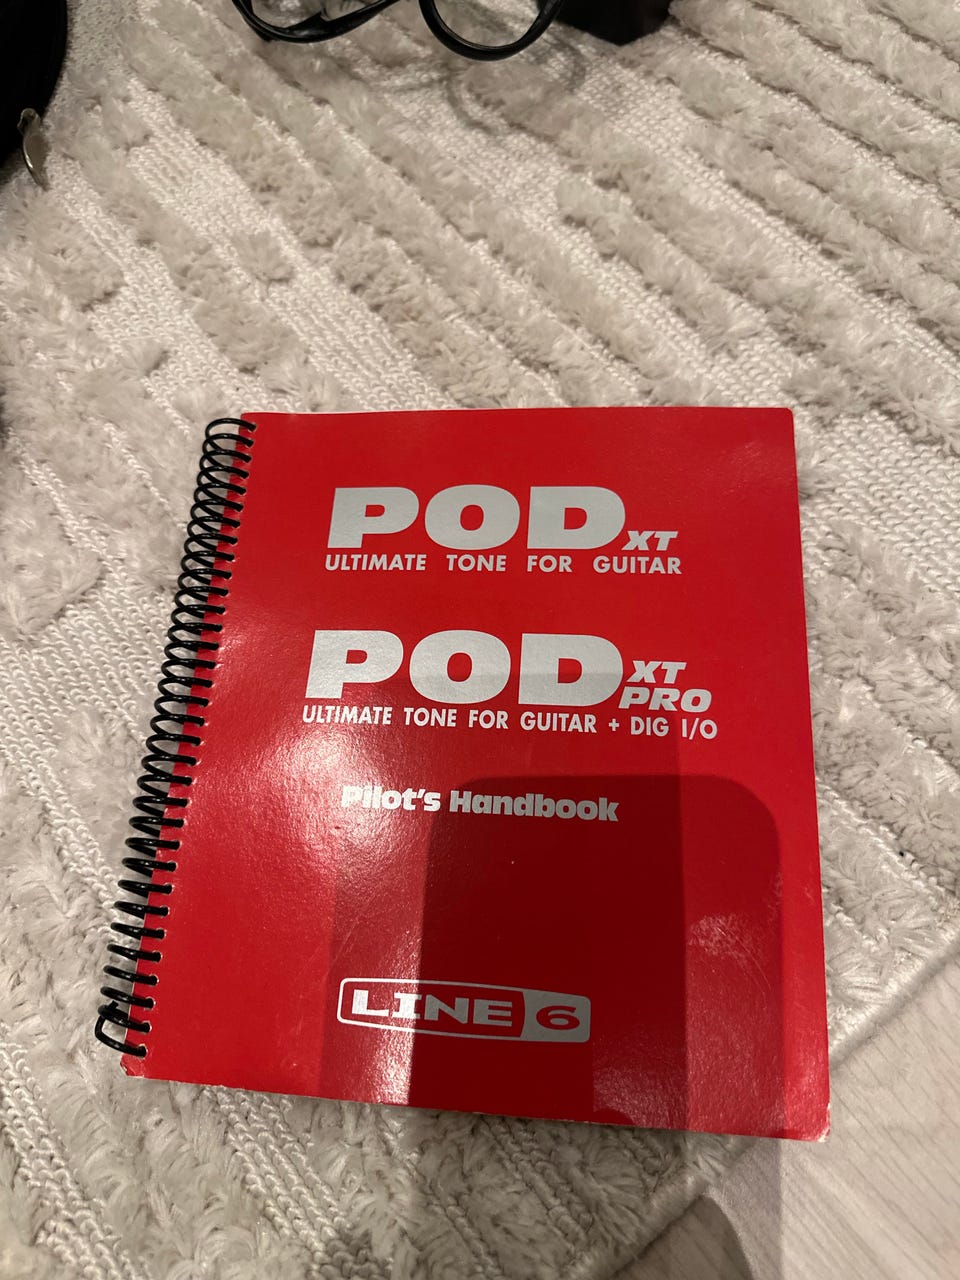 POD XT
ULTIMATE TONE FOR GUITAR
POD XT PRO
ULTIMATE TONE FOR GUITAR + DIG I/O
Pilot's Handbook
LINE 6